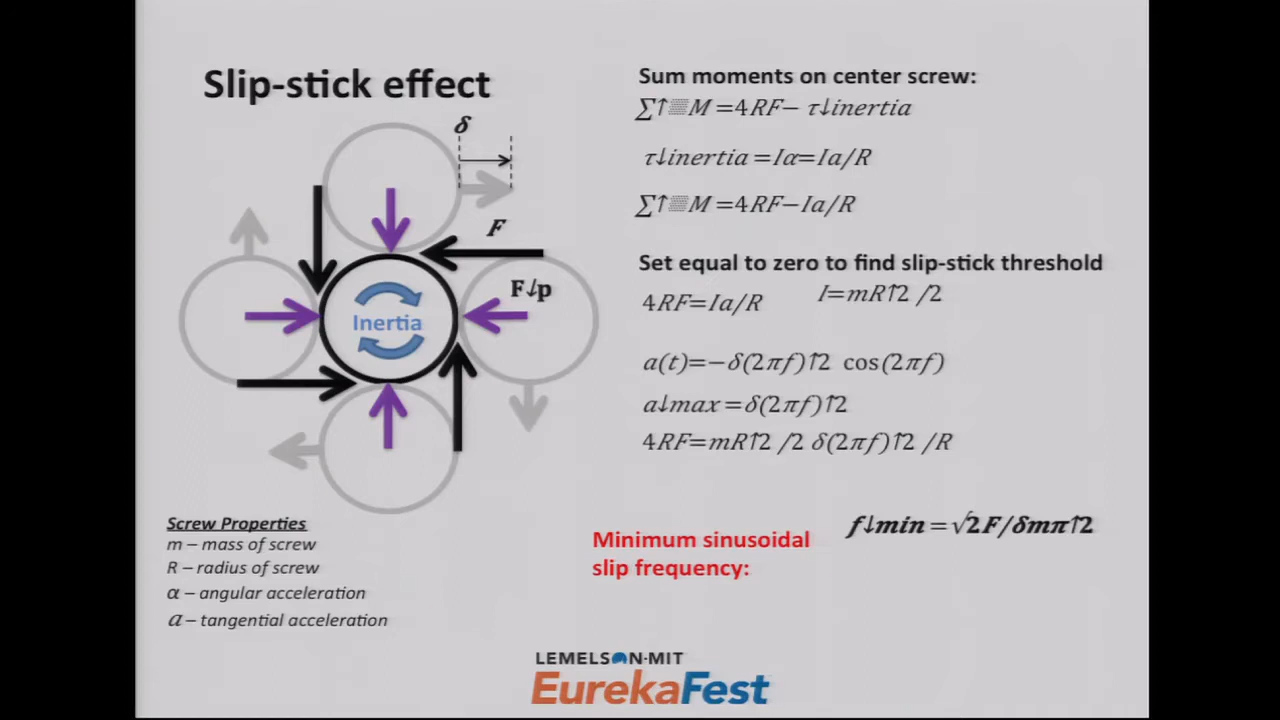 Slip-stick effect
δ
F
F↓p
Inertia
Screw Properties
m – mass of screw
R – radius of screw
α – angular acceleration
a – tangential acceleration
Sum moments on center screw:
∑↑▒M =4RF− τ↓inertia
τ↓inertia =Iα=Ia/R
∑↑▒M =4RF−Ia/R
Set equal to zero to find slip-stick threshold
4RF=Ia/R I=mR↑2 /2
a(t)=−δ(2πf)↑2 cos(2πf)
a↓max =δ(2πf)↑2
4RF=mR↑2 /2 δ(2πf)↑2 /R
Minimum sinusoidal
slip frequency:
f↓min =√2F/δmπ↑2
LEMELSON-MIT
EurekaFest